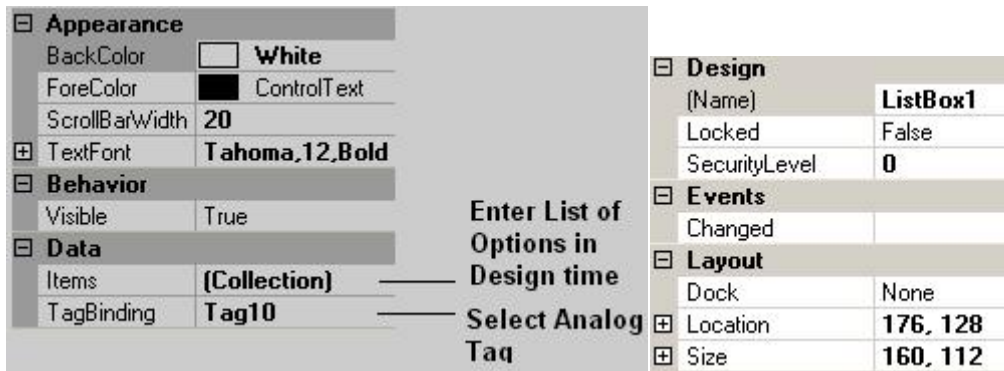 Appearance
BackColor White
ForeColor ControlText
ScrollBarWidth 20
TextFont Tahoma,12,Bold
Behavior
Visible True
Data
Items (Collection)
TagBinding Tag10
Enter List of
Options in
Design time
Select Analog
Tag
Design
(Name) ListBox1
Locked False
SecurityLevel 0
Events
Changed
Layout
Dock None
Location 176, 128
Size 160, 112